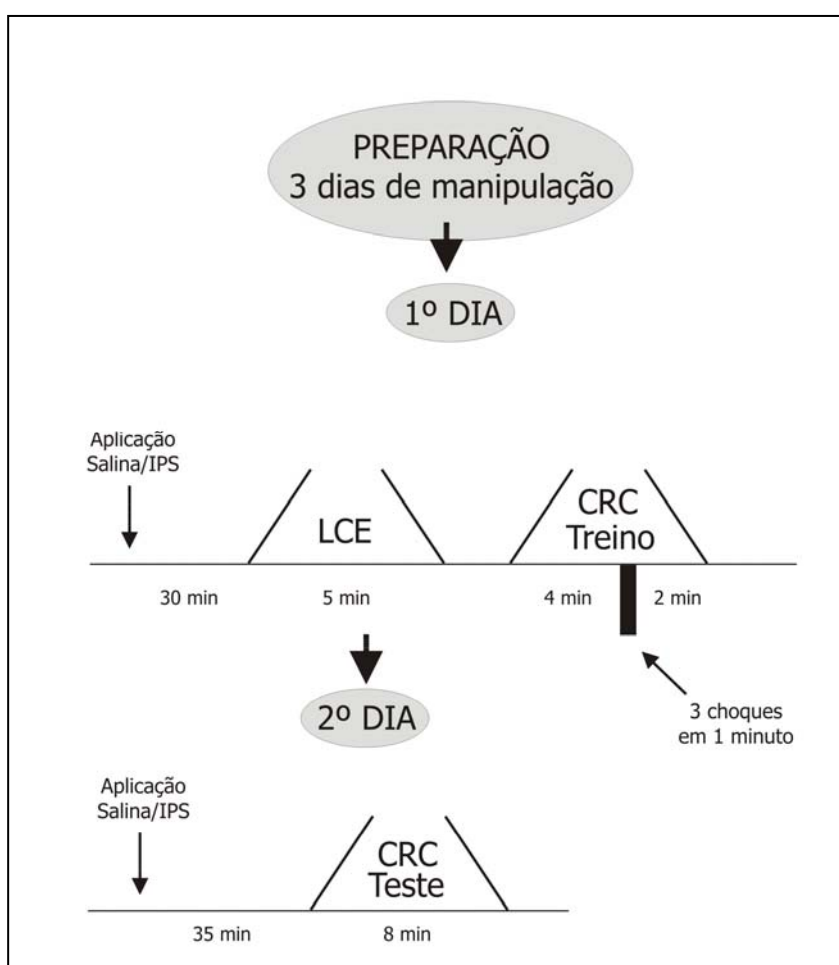 PREPARAÇÃO
3 dias de manipulação
1º DIA
Aplicação
Salina/IPS
LCE
CRC
Treino
30 min
5 min
4 min
2 min
3 choques
em 1 minuto
2º DIA
Aplicação
Salina/IPS
CRC
Teste
35 min
8 min